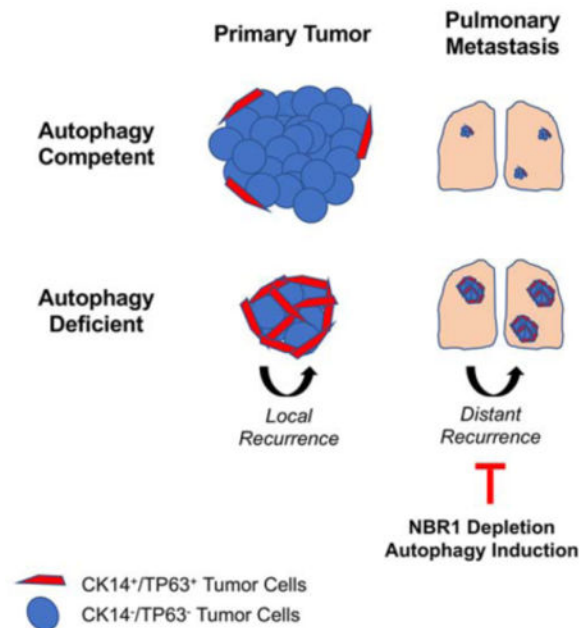 Primary Tumor
Pulmonary
Metastasis
Autophagy
Competent
Autophagy
Deficient
Local
Recurrence
Distant
Recurrence
NBR1 Depletion
Autophagy Induction
CK14⁺/TP63⁺ Tumor Cells
CK14⁻/TP63⁻ Tumor Cells